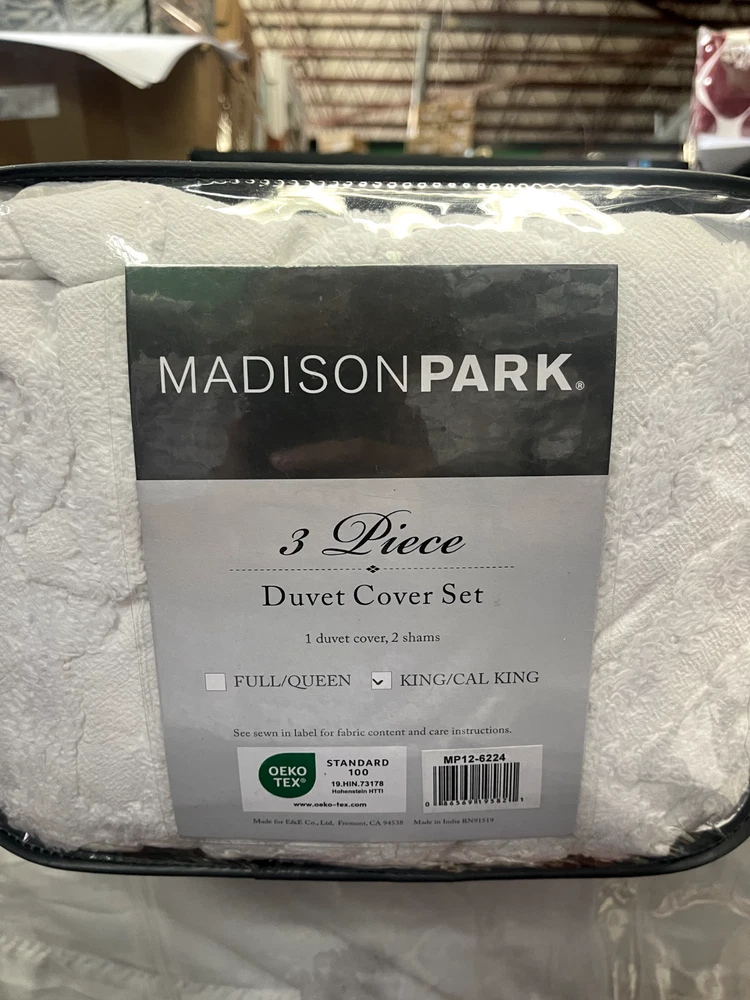 MADISONPARK®
3 Piece
Duvet Cover Set
1 duvet cover, 2 shams
FULL/QUEEN KING/CAL KING
See sewn in label for fabric content and care instructions.
OEKO
TEX®
STANDARD
100
19.HIN.73178
Hohenstein HTTI
www.oeko-tex.com
MP12-6224
Made for E&E Co., Ltd. Fremont, CA 94538 Made in India RN91519